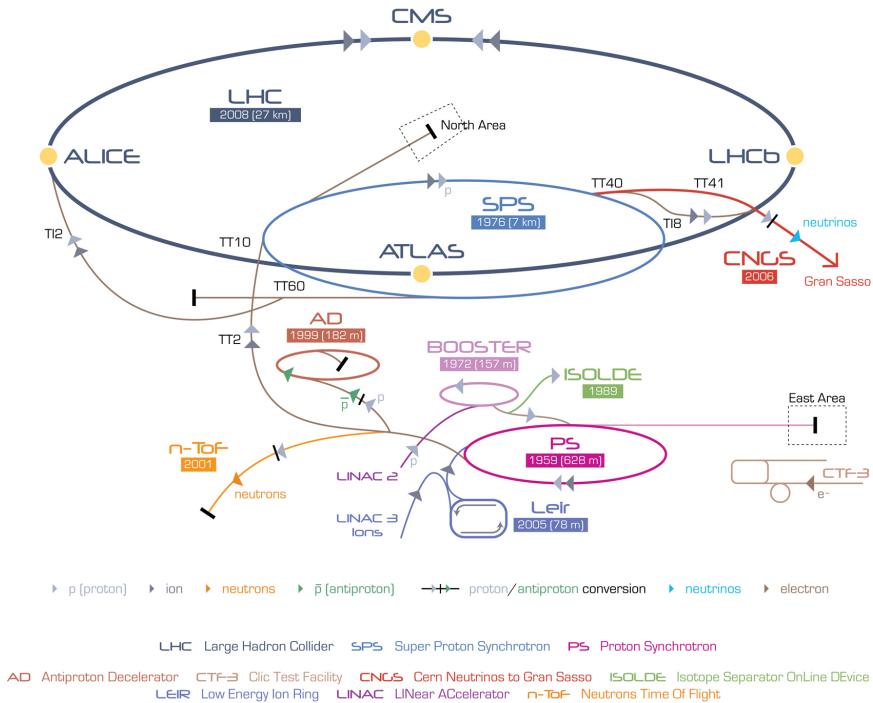 CMS
LHC
2008 (27 km)
North Area
ALICE
LHCb
p
TT40
TT41
SPS
1976 (7 km)
TI2
TI8
neutrinos
TT10
ATLAS
CNGS
2006
Gran Sasso
TT60
AD
1999 (182 m)
TT2
BOOSTER
1972 (157 m)
ISOLDE
1989
p̅
p
East Area
n-ToF
2001
PS
1959 (628 m)
p
LINAC 2
neutrons
CTF-3
e-
LINAC 3
Ions
Leir
2005 (78 m)
p (proton)
ion
neutrons
p̅ (antiproton)
proton/antiproton conversion
neutrinos
electron
LHC Large Hadron Collider SPS Super Proton Synchrotron PS Proton Synchrotron
AD Antiproton Decelerator CTF-3 Clic Test Facility CNGS Cern Neutrinos to Gran Sasso ISOLDE Isotope Separator OnLine DEvice
LEIR Low Energy Ion Ring LINAC LINear ACcelerator n-ToF Neutrons Time Of Flight